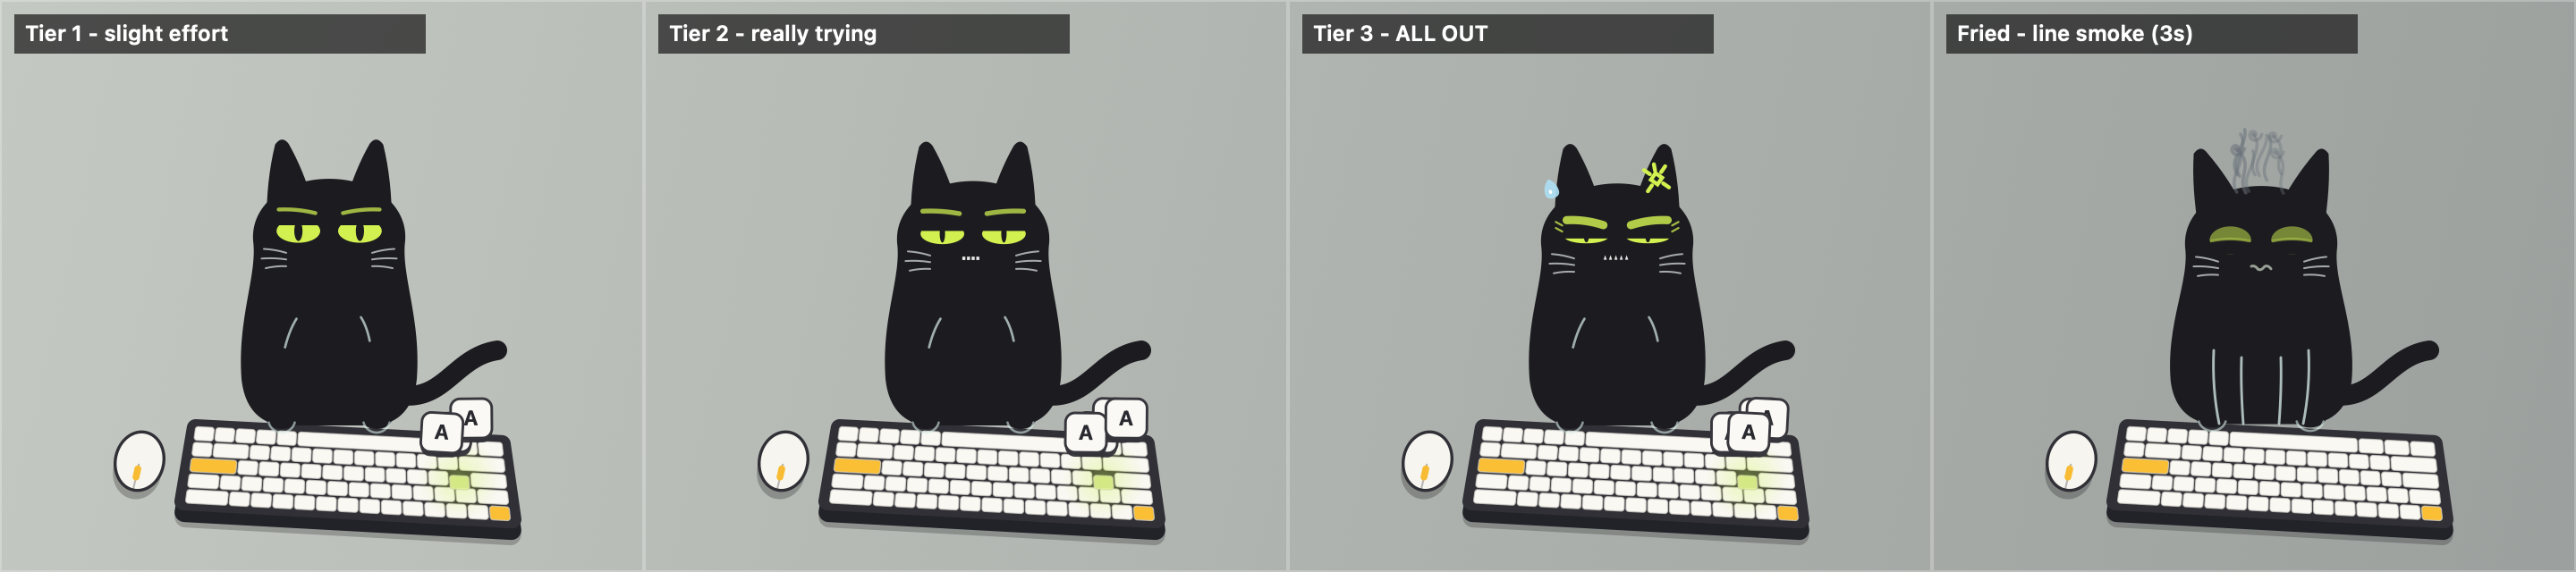 Tier 1 - slight effort
Tier 2 - really trying
Tier 3 - ALL OUT
Fried - line smoke (3s)
A
A
A
A
A
A